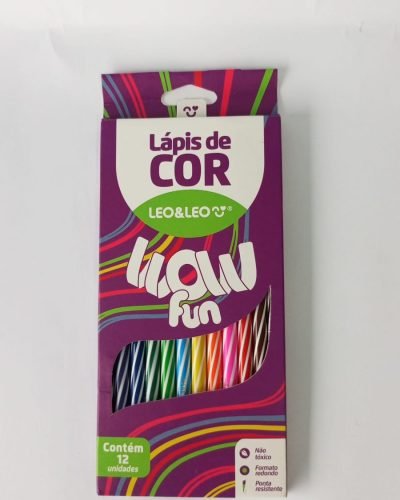 Lápis de
COR
LEO&LEO ®
WOW
fun
Contém
12
unidades
Não
tóxico
Formato
redondo
Ponta
resistente